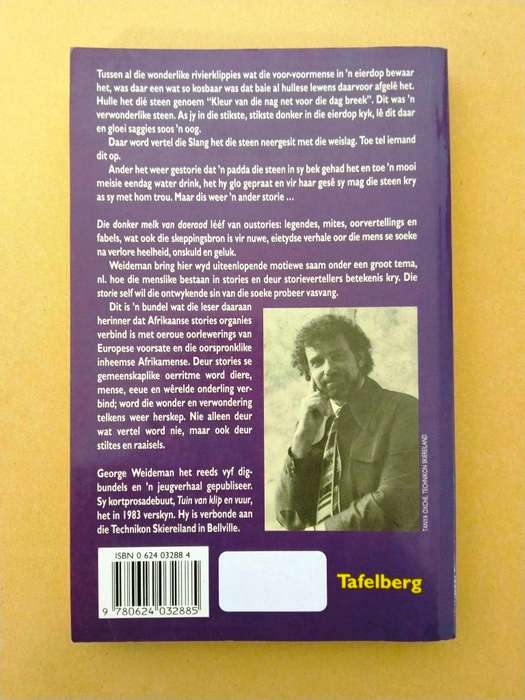 Tussen al die wonderlike rivierklippies wat die voor-voormense in 'n eierdop bewaar
het, was daar een wat so kosbaar was dat baie al hullese lewens daarvoor afgelê het.
Hulle het dié steen genoem “Kleur van die nag net voor die dag breek”. Dit was 'n
verwonderlike steen. As jy in die stikste, stikste donker in die eierdop kyk, lê dit daar
en gloei saggies soos 'n oog.
Daar word vertel die Slang het die steen neergesit met die weislag. Toe tel iemand
dit op.
Ander het weer gestorie dat 'n padda die steen in sy bek gehad het en toe 'n mooi
meisie eendag water drink, het hy glo gepraat en vir haar gesê sy mag die steen kry
as sy met hom trou. Maar dis weer 'n ander storie ...
Die donker melk van daeraad lééf van oustories: legendes, mites, oorvertellings en
fabels, wat ook die skeppingsbron is vir nuwe, eietydse verhale oor die mens se soeke
na verlore heelheid, onskuld en geluk.
Weideman bring hier wyd uiteenlopende motiewe saam onder een groot tema,
nl. hoe die menslike bestaan in stories en deur storievertellers betekenis kry. Die
storie self wil die ontwykende sin van die soeke probeer vasvang.
Dit is 'n bundel wat die leser daaraan
herinner dat Afrikaanse stories organies
verbind is met oeroue oorlewerings van
Europese voorsate en die oorspronklike
inheemse Afrikamense. Deur stories se
gemeenskaplike oerritme word diere,
mense, eeue en wêrelde onderling ver-
bind; word die wonder en verwondering
telkens weer herskep. Nie alleen deur
wat vertel word nie, maar ook deur
stiltes en raaisels.
George Weideman het reeds vyf dig-
bundels en 'n jeugverhaal gepubliseer.
Sy kortprosadebuut, Tuin van klip en vuur,
het in 1983 verskyn. Hy is verbonde aan
die Technikon Skiereiland in Bellville.
TECHNIKON SKIEREILAND
ISBN 0 624 03288 4
9 780624 032885
Tafelberg